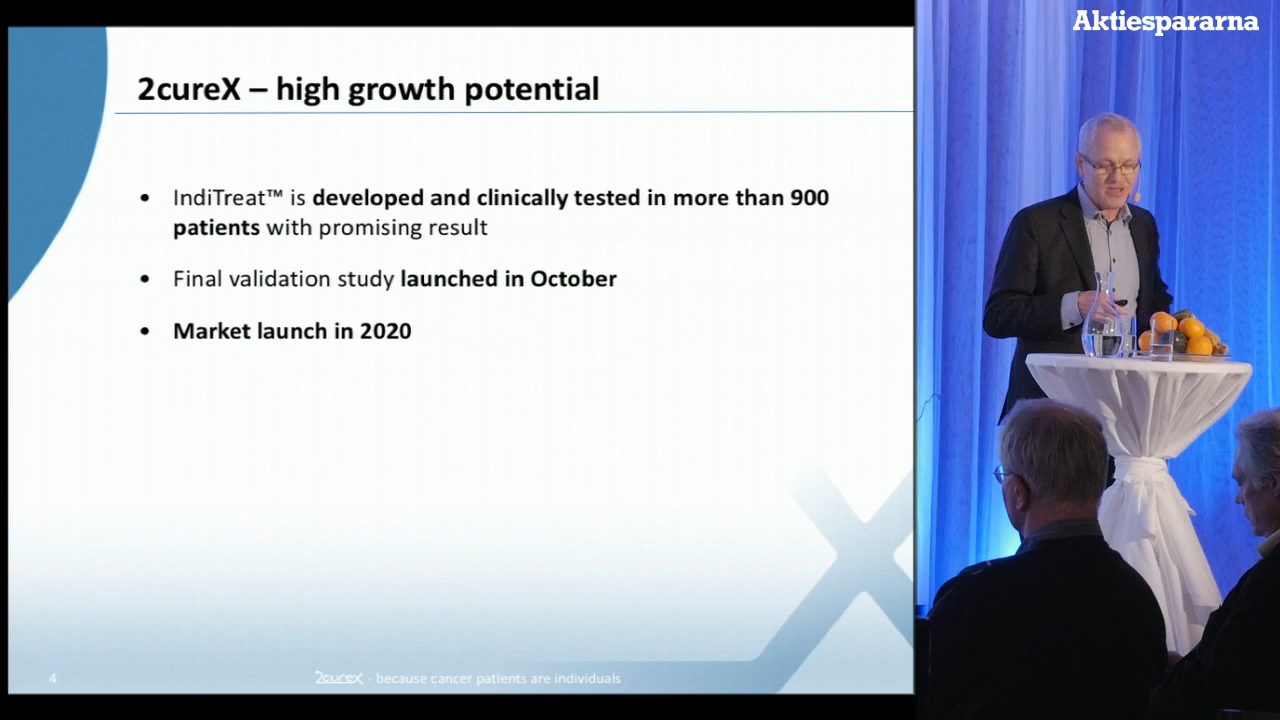 Aktiespararna
2cureX – high growth potential
• IndiTreat™ is developed and clinically tested in more than 900
patients with promising result
• Final validation study launched in October
• Market launch in 2020
4
2cureX - because cancer patients are individuals